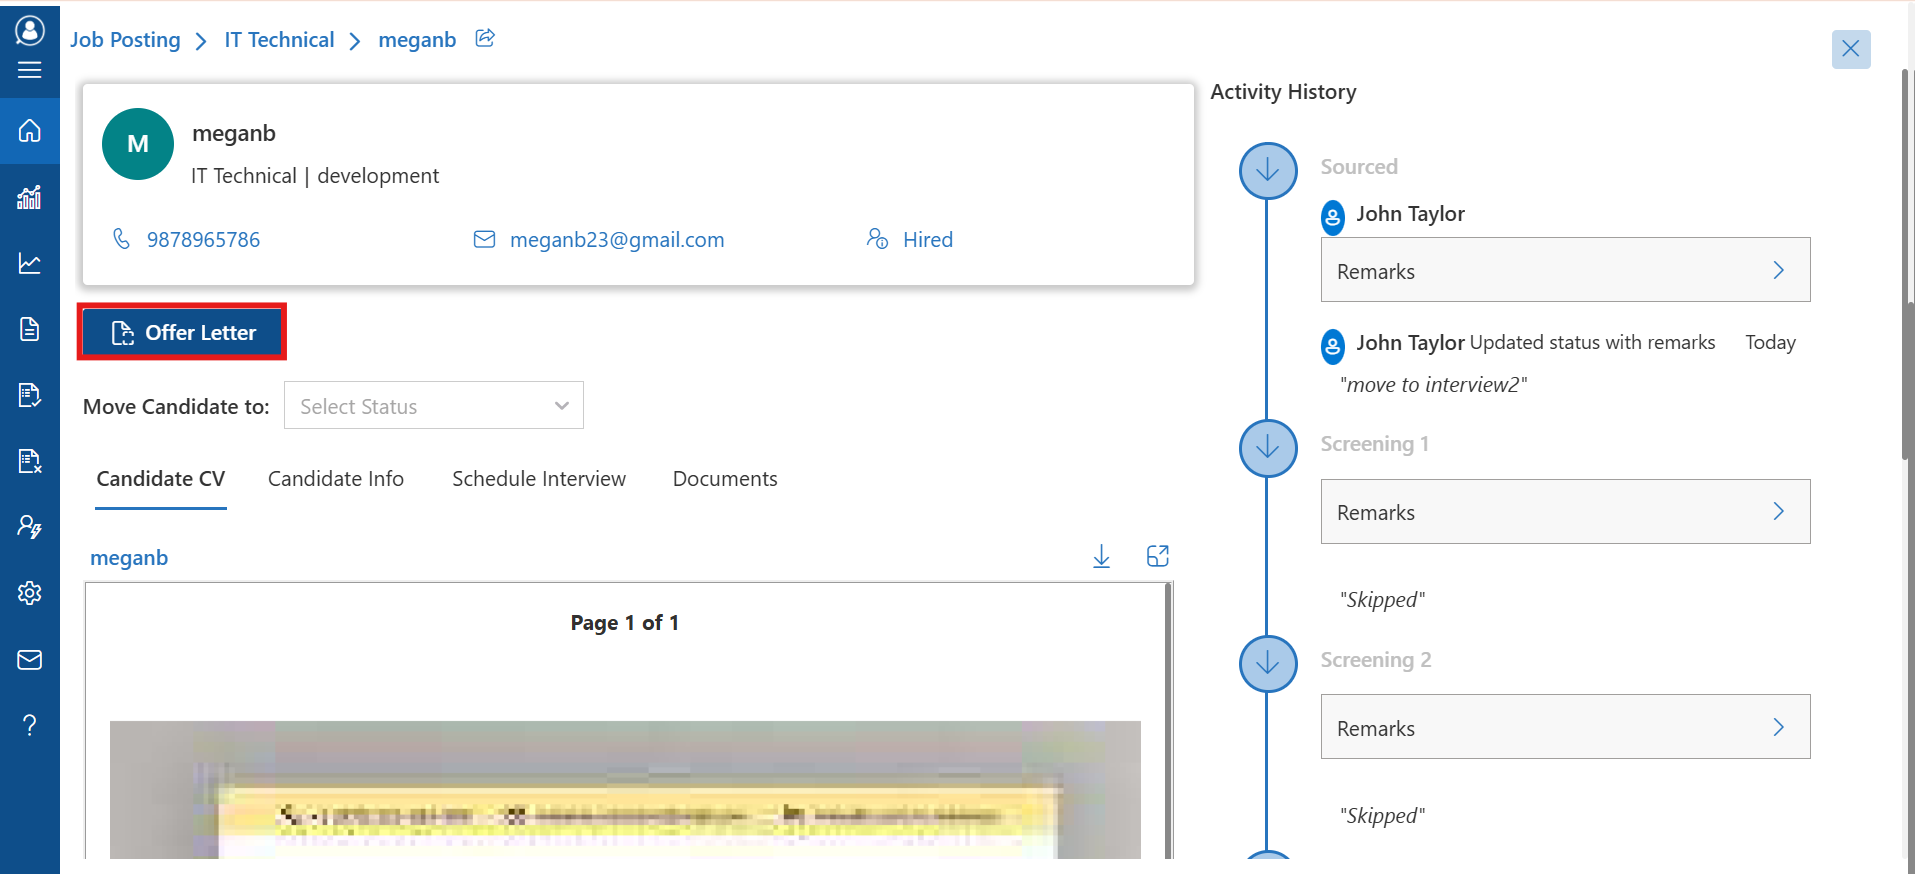 Job Posting > IT Technical > meganb
M
meganb
IT Technical | development
9878965786
meganb23@gmail.com
Hired
Offer Letter
Move Candidate to:
Select Status
Candidate CV
Candidate Info
Schedule Interview
Documents
meganb
Page 1 of 1
Activity History
Sourced
John Taylor
Remarks
John Taylor Updated status with remarks Today
"move to interview2"
Screening 1
Remarks
"Skipped"
Screening 2
Remarks
"Skipped"